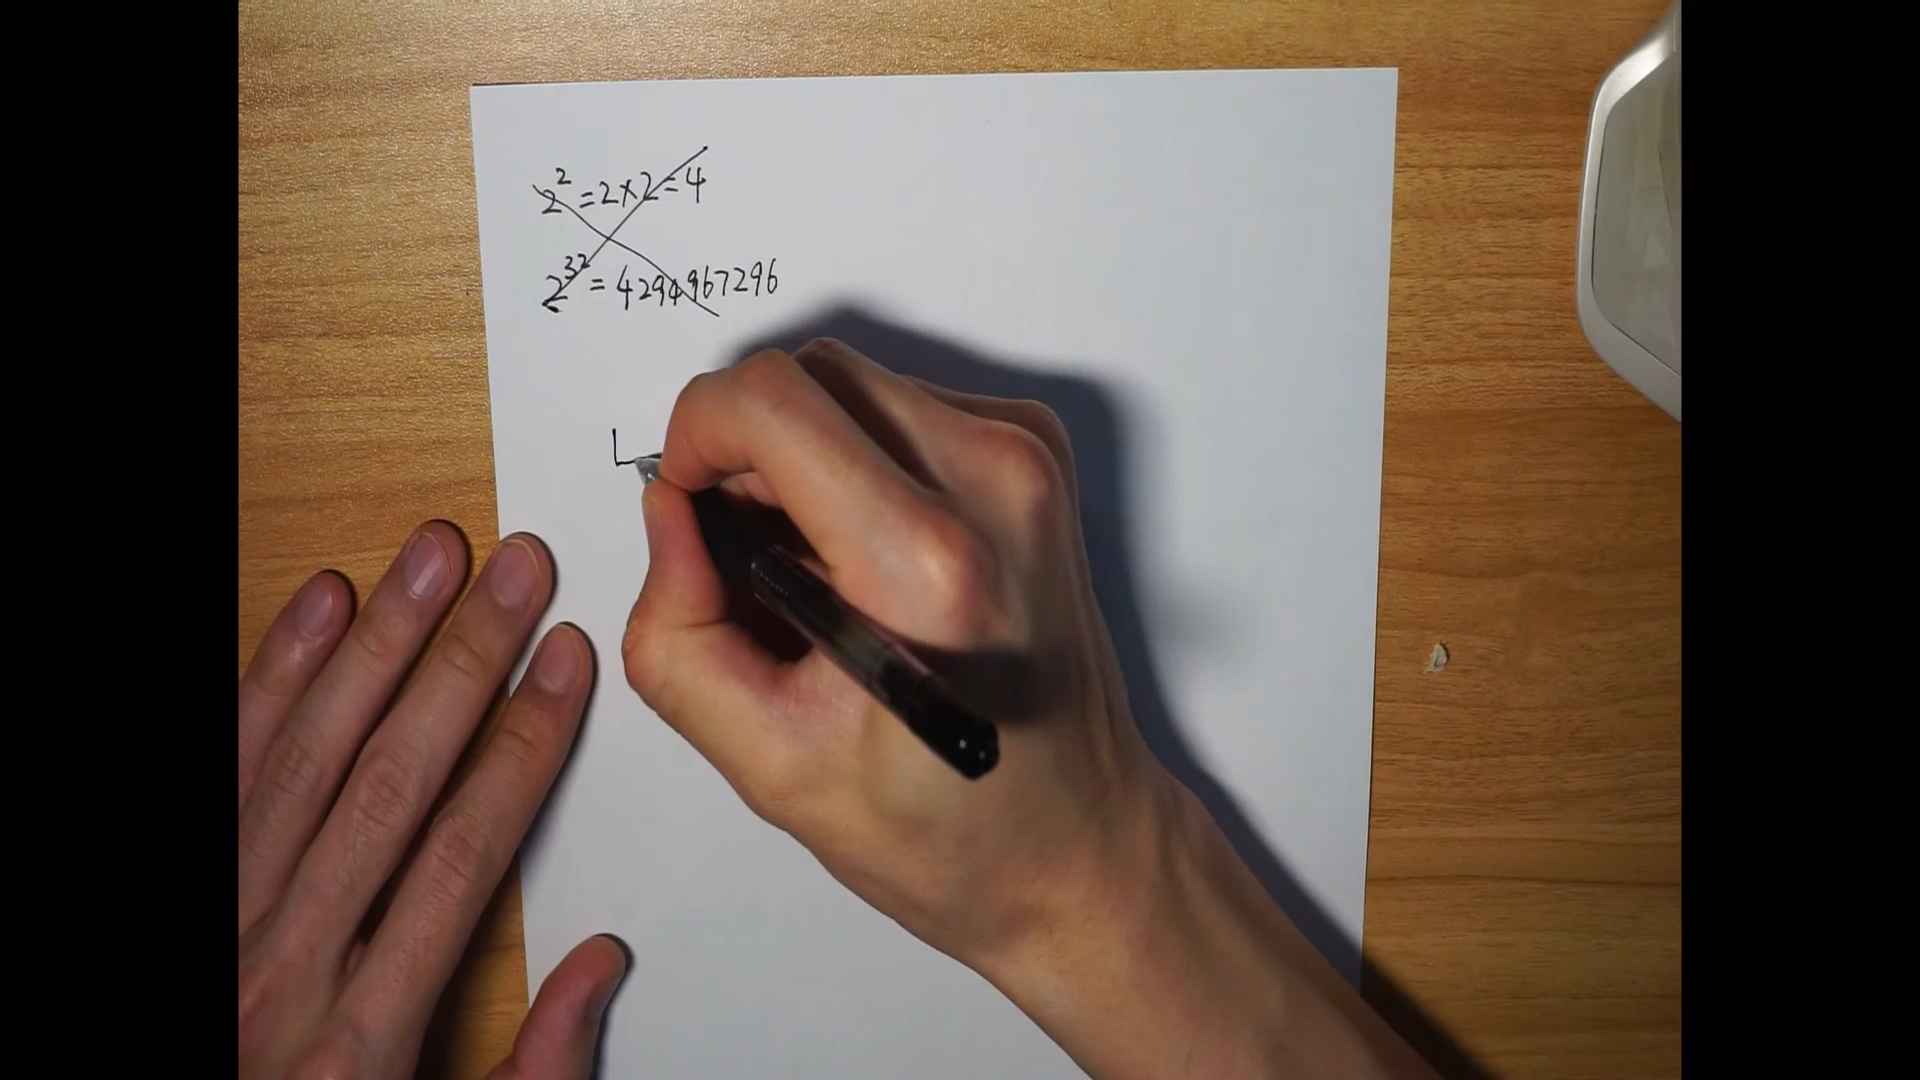 2² = 2×2 = 4
2³² = 4294967296
L